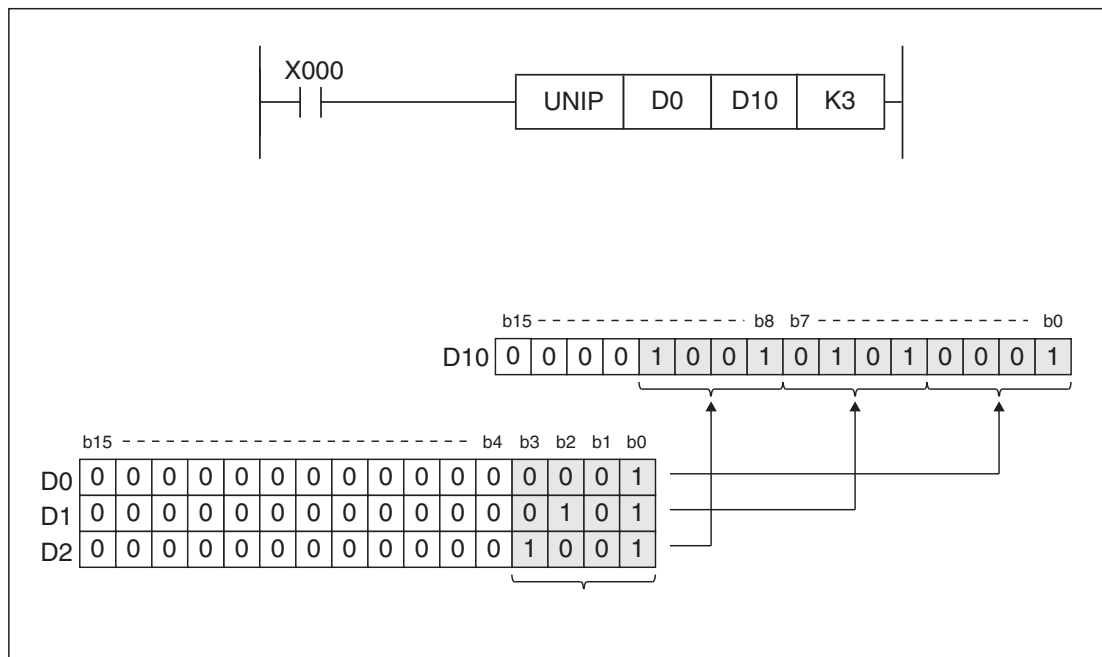 X000
UNIP D0 D10 K3
b15 b8 b7 b0
D10 0 0 0 0 1 0 0 1 0 1 0 1 0 0 0 1
b15 b4 b3 b2 b1 b0
D0 0 0 0 0 0 0 0 0 0 0 0 0 0 0 0 1
D1 0 0 0 0 0 0 0 0 0 0 0 0 0 1 0 1
D2 0 0 0 0 0 0 0 0 0 0 0 0 1 0 0 1